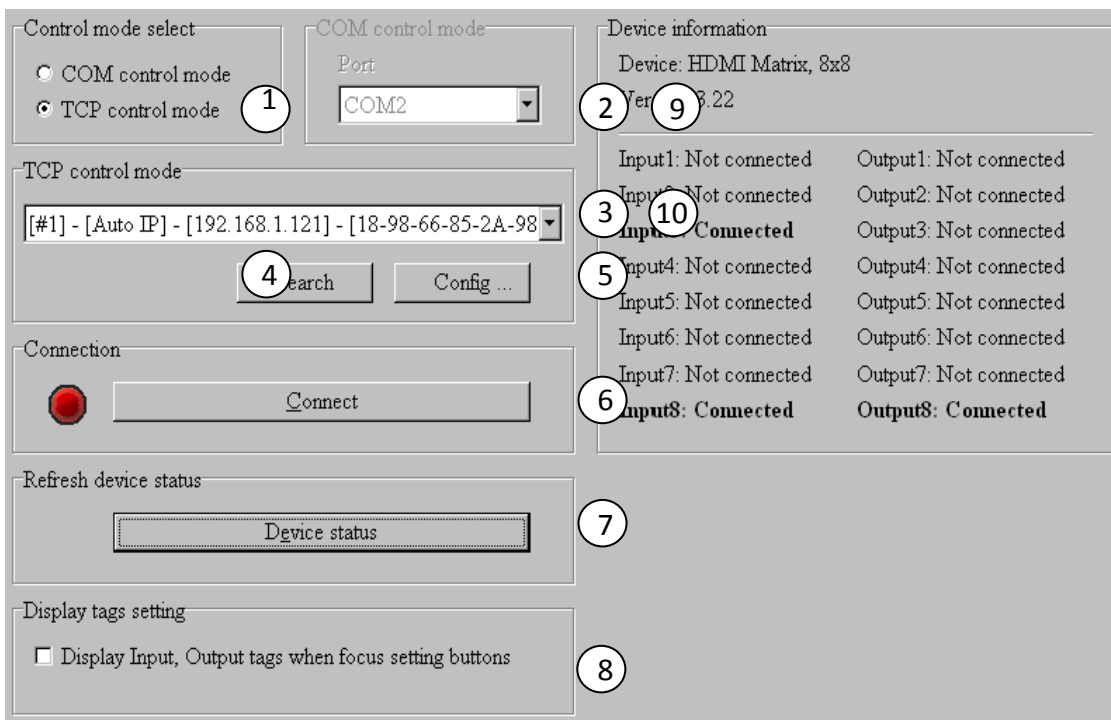 Control mode select
COM control mode
TCP control mode
1
COM control mode
Port
COM2
2
TCP control mode
[#1] - [Auto IP] - [192.168.1.121] - [18-98-66-85-2A-98
3
4
Config ...
5
Connection
Connect
6
Refresh device status
Device status
7
Display tags setting
Display Input, Output tags when focus setting buttons
8
Device information
Device: HDMI Matrix, 8x8
9
.22
Input1: Not connected Output1: Not connected
Not connected Output2: Not connected
10
Connected Output3: Not connected
Input4: Not connected Output4: Not connected
Input5: Not connected Output5: Not connected
Input6: Not connected Output6: Not connected
Input7: Not connected Output7: Not connected
Input8: Connected Output8: Connected